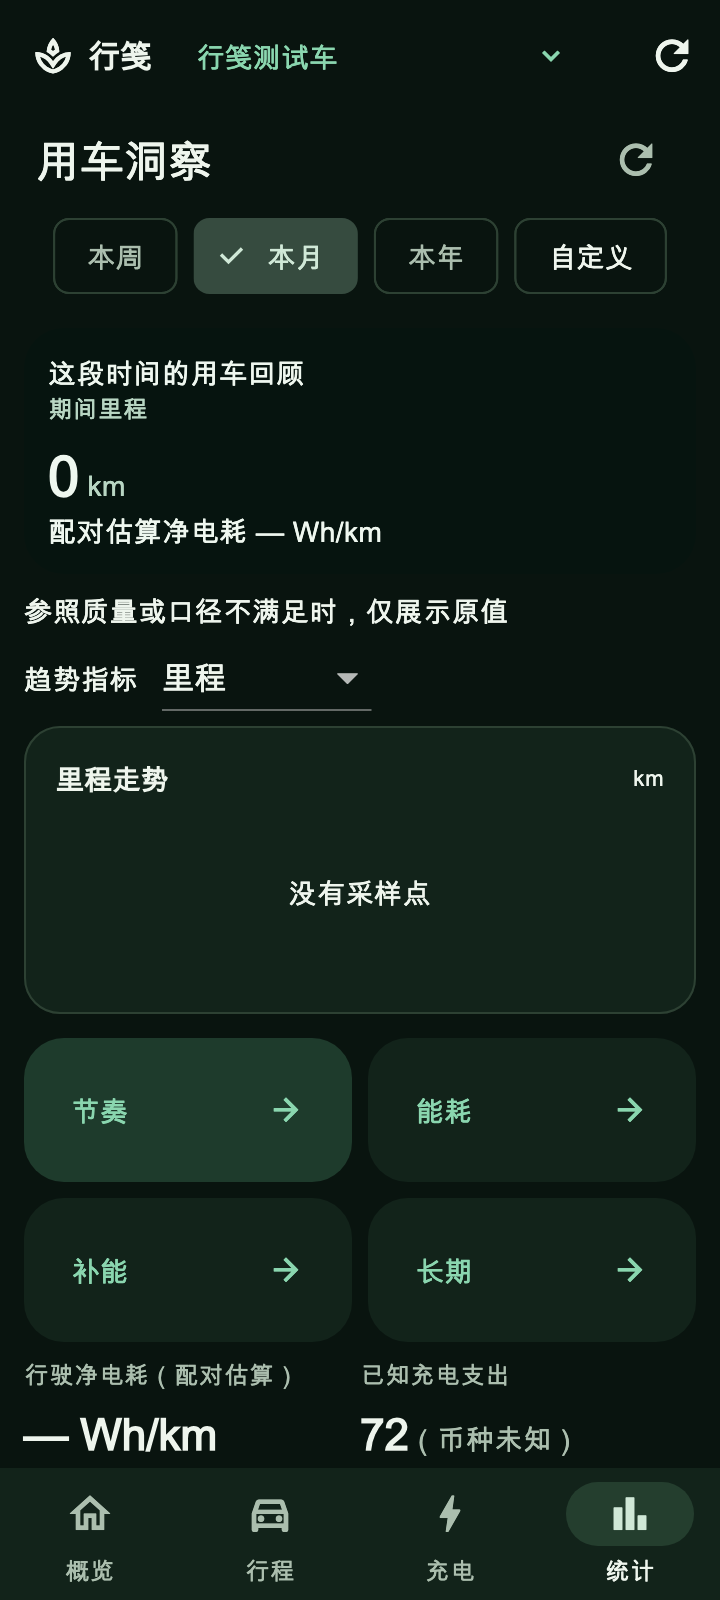 行笺 行笺测试车
用车洞察
本周 本月 本年 自定义
这段时间的用车回顾
期间里程
0 km
配对估算净电耗 — Wh/km
参照质量或口径不满足时，仅展示原值
趋势指标 里程
里程走势 km
没有采样点
节奏 能耗
补能 长期
行驶净电耗（配对估算） 已知充电支出
— Wh/km 72（币种未知）
概览 行程 充电 统计